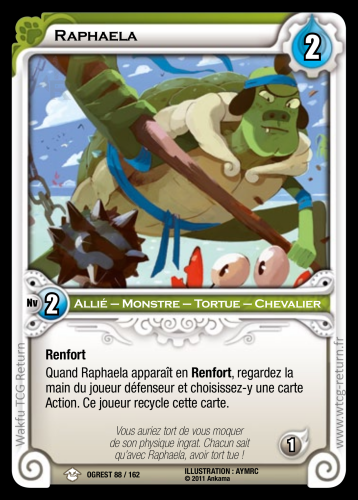 Raphaela
2
Nv 2
Allié – Monstre – Tortue – Chevalier
Renfort
Quand Raphaela apparaît en Renfort, regardez la
main du joueur défenseur et choisissez-y une carte
Action. Ce joueur recycle cette carte.
Vous auriez tort de vous moquer
de son physique ingrat. Chacun sait
qu'avec Raphaela, avoir tort tue !
1
OGREST 88 / 162
ILLUSTRATION : AYMRC
© 2011 Ankama
Wakfu TCG Return
www.wtcg-return.fr